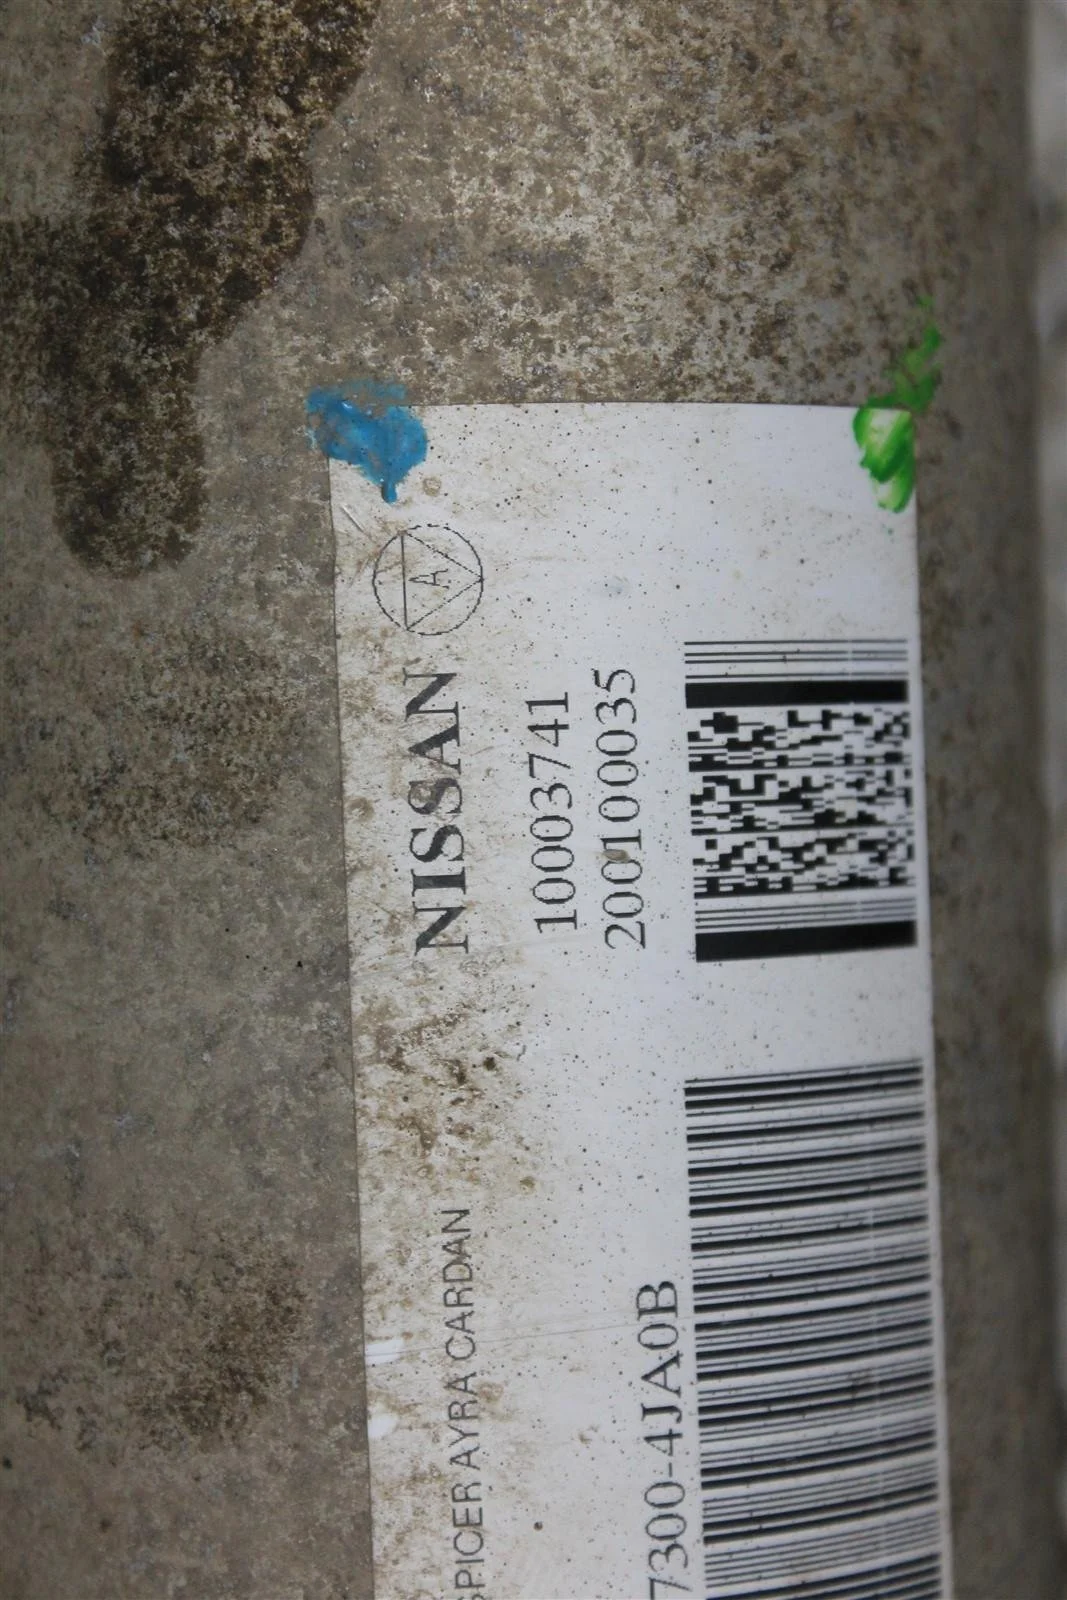 NISSAN A
10003741
200100035
SPICER AYRA CARDAN
7300-4JA0B